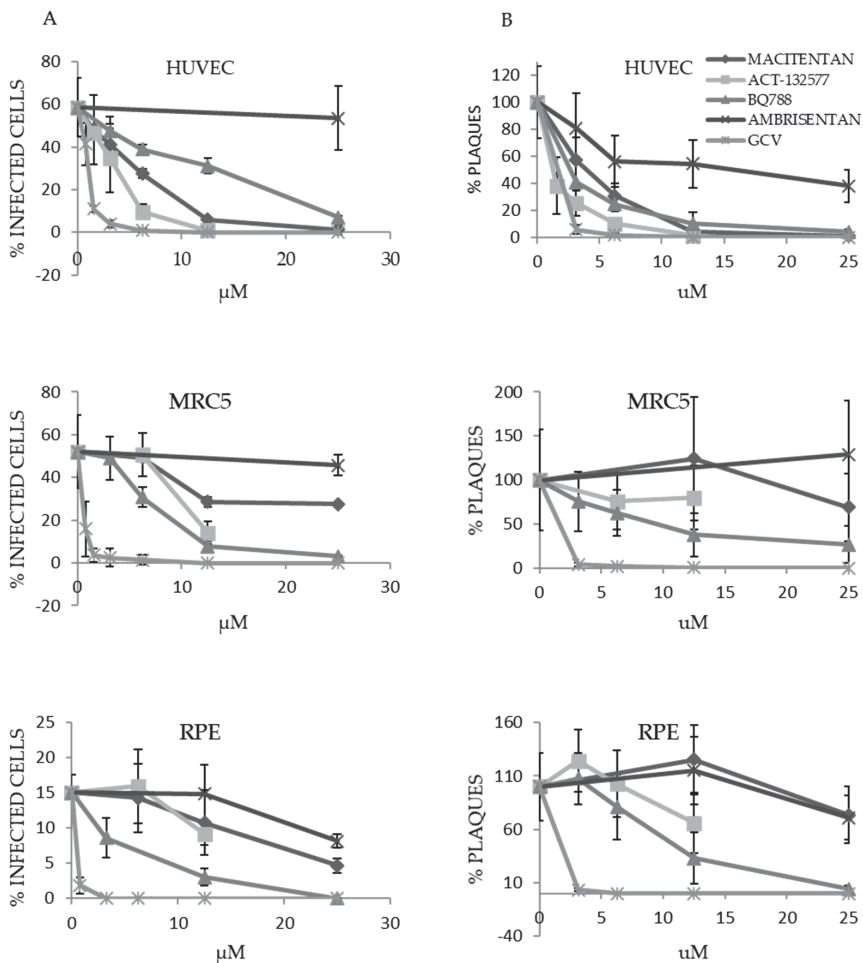 A
HUVEC
% INFECTED CELLS
80
60
40
20
0
-20
0
10
20
30
µM
B
HUVEC
MACITENTAN
ACT-132577
BQ788
AMBRISENTAN
GCV
% PLAQUES
120
100
80
60
40
20
0
0
5
10
15
20
25
uM
MRC5
% INFECTED CELLS
80
60
40
20
0
-20
0
10
20
30
µM
MRC5
% PLAQUES
200
150
100
50
0
0
5
10
15
20
25
uM
RPE
% INFECTED CELLS
25
20
15
10
5
0
0
10
20
30
µM
RPE
% PLAQUES
160
110
60
10
-40
0
5
10
15
20
25
uM